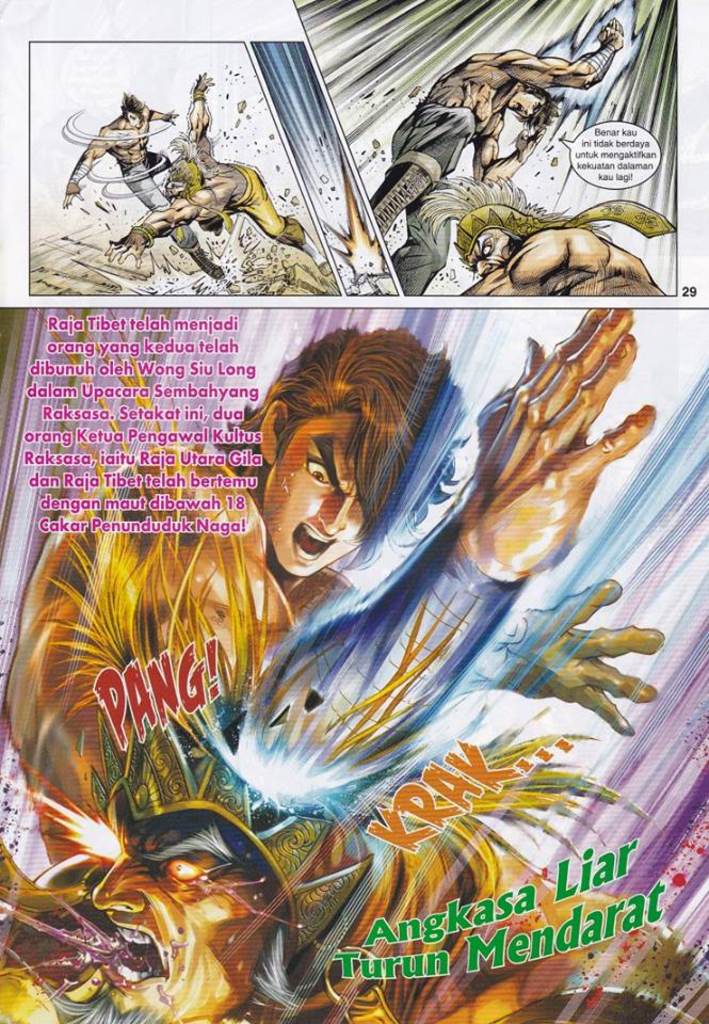 Benar kau
ini tidak berdaya
untuk mengaktifkan
kekuatan dalaman
kau lagi!
29
Raja Tibet telah menjadi
orang yang kedua telah
dibunuh oleh Wong Siu Long
dalam Upacara Sembahyang
Raksasa. Setakat ini, dua
orang Ketua Pengawal Kultus
Raksasa, iaitu Raja Utara Gila
dan Raja Tibet telah bertemu
dengan maut dibawah 18
Cakar Penunduduk Naga!
PANG!
KRAK...
Angkasa Liar
Turun Mendarat